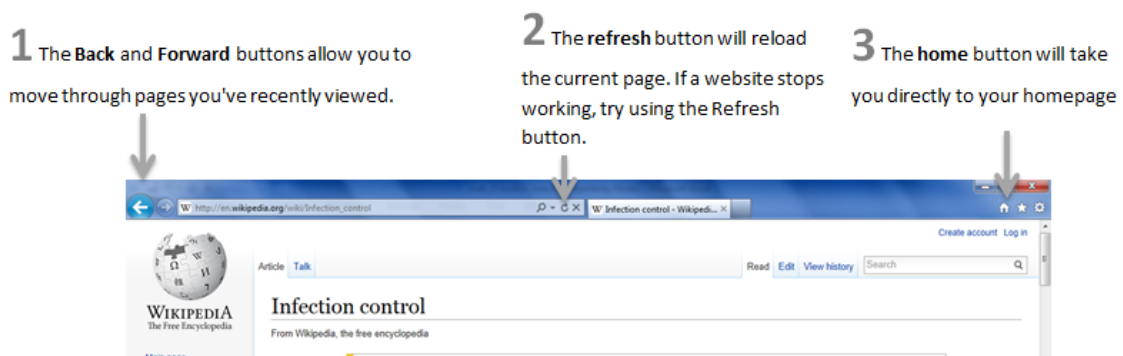 1 The Back and Forward buttons allow you to
move through pages you've recently viewed.
2 The refresh button will reload
the current page. If a website stops
working, try using the Refresh
button.
3 The home button will take
you directly to your homepage
W http://en.wikipedia.org/wiki/Infection_control
W Infection control - Wikipedi... ×
Create account Log in
Article Talk
Read Edit View history Search
WIKIPEDIA
The Free Encyclopedia
Infection control
From Wikipedia, the free encyclopedia